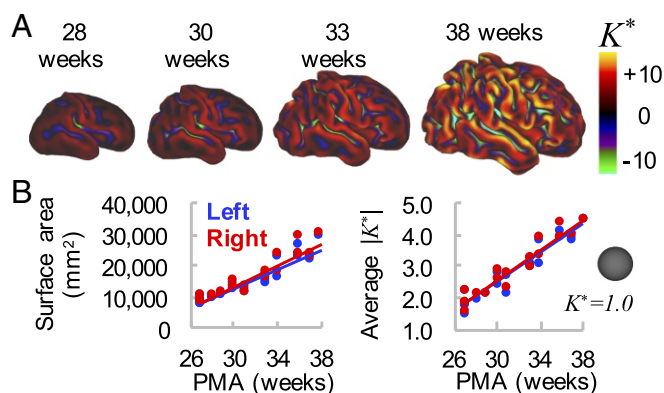 A
28 weeks
30 weeks
33 weeks
38 weeks
K*
+10
0
-10
B
Surface area (mm²)
40,000
30,000
20,000
10,000
0
Left
Right
26 30 34 38
PMA (weeks)
Average |K*|
5.0
4.0
3.0
2.0
1.0
26 30 34 38
PMA (weeks)
K*=1.0